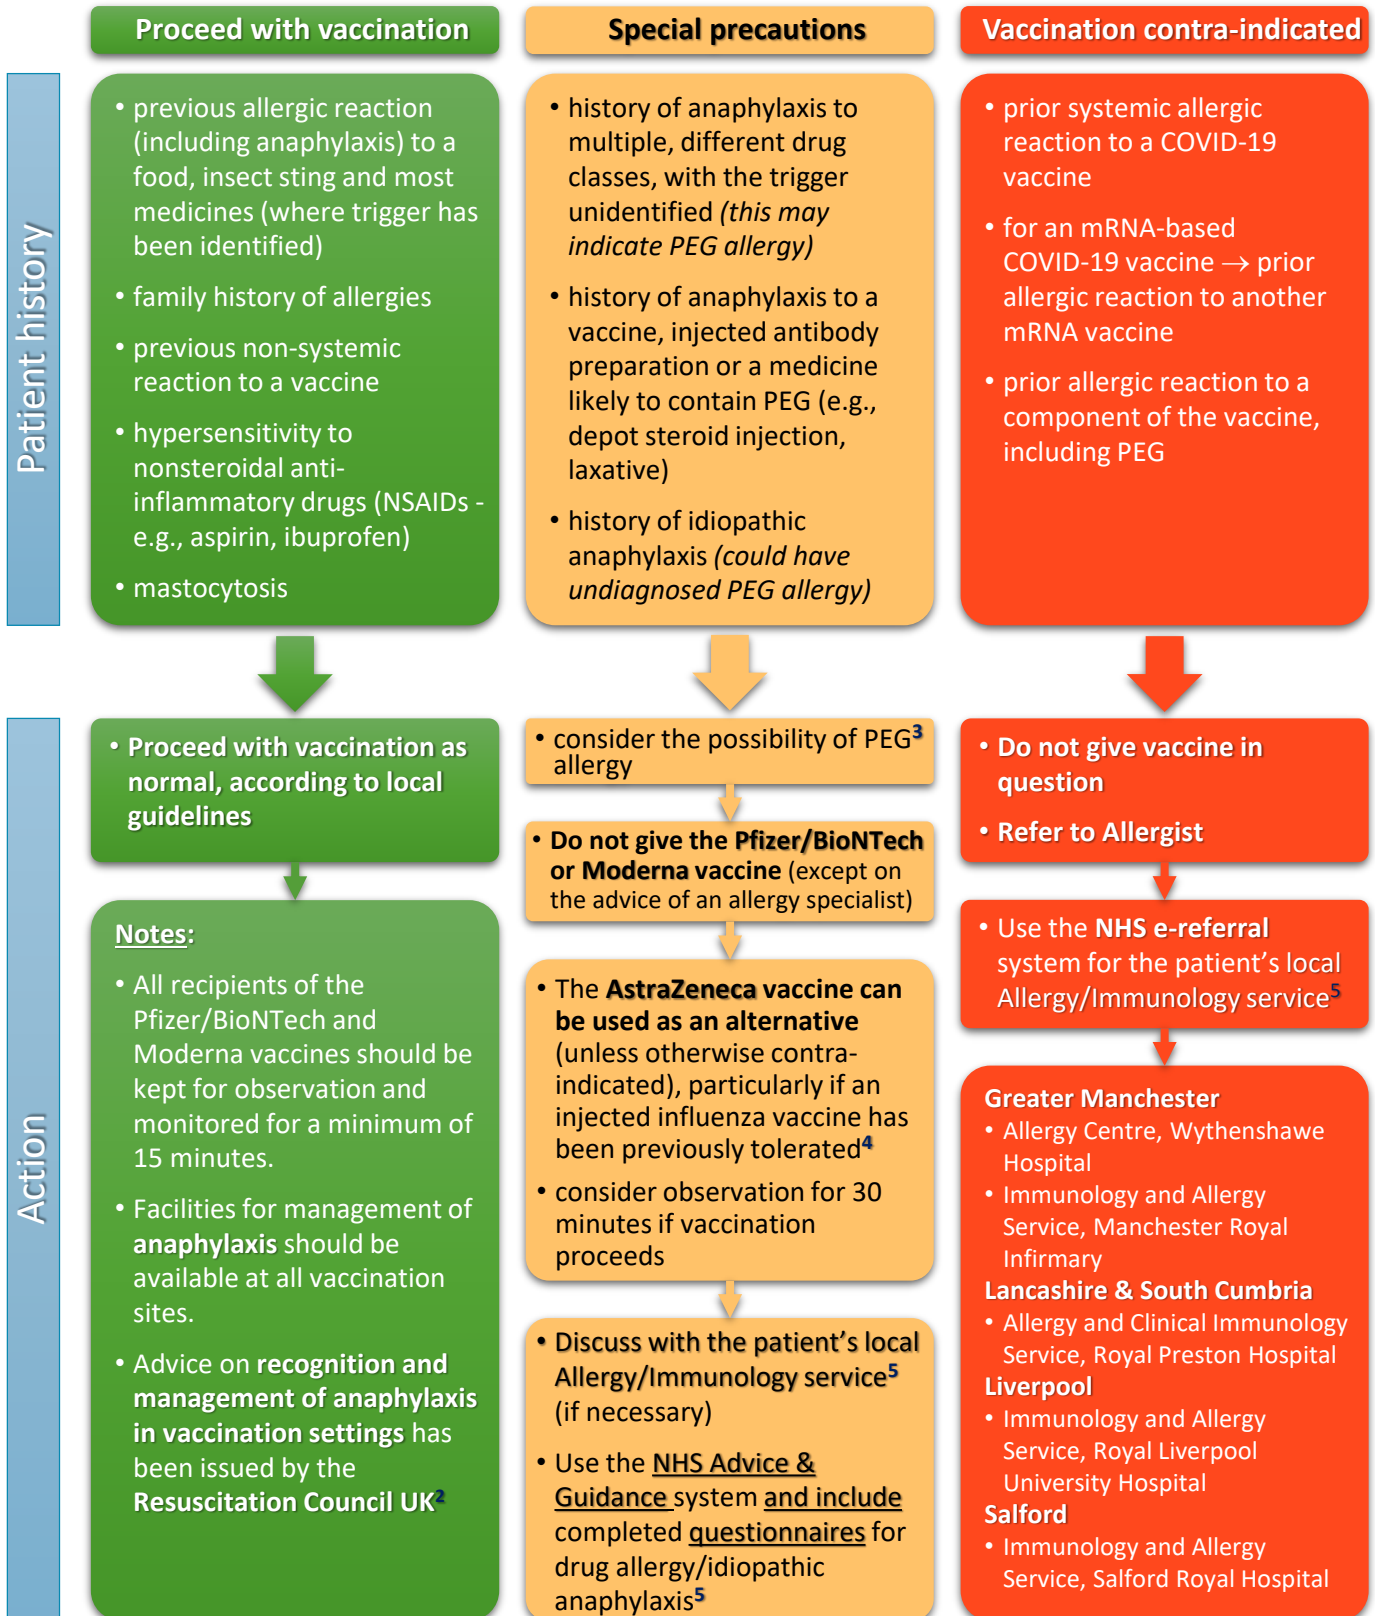 Proceed with vaccination
Special precautions
Vaccination contra-indicated
Patient history
• previous allergic reaction
(including anaphylaxis) to a
food, insect sting and most
medicines (where trigger has
been identified)
• family history of allergies
• previous non-systemic
reaction to a vaccine
• hypersensitivity to
nonsteroidal anti-
inflammatory drugs (NSAIDs -
e.g., aspirin, ibuprofen)
• mastocytosis
• history of anaphylaxis to
multiple, different drug
classes, with the trigger
unidentified (this may
indicate PEG allergy)
• history of anaphylaxis to a
vaccine, injected antibody
preparation or a medicine
likely to contain PEG (e.g.,
depot steroid injection,
laxative)
• history of idiopathic
anaphylaxis (could have
undiagnosed PEG allergy)
• prior systemic allergic
reaction to a COVID-19
vaccine
• for an mRNA-based
COVID-19 vaccine → prior
allergic reaction to another
mRNA vaccine
• prior allergic reaction to a
component of the vaccine,
including PEG
Action
• Proceed with vaccination as
normal, according to local
guidelines
Notes:
• All recipients of the
Pfizer/BioNTech and
Moderna vaccines should be
kept for observation and
monitored for a minimum of
15 minutes.
• Facilities for management of
anaphylaxis should be
available at all vaccination
sites.
• Advice on recognition and
management of anaphylaxis
in vaccination settings has
been issued by the
Resuscitation Council UK2
• consider the possibility of PEG3
allergy
• Do not give the Pfizer/BioNTech
or Moderna vaccine (except on
the advice of an allergy specialist)
• The AstraZeneca vaccine can
be used as an alternative
(unless otherwise contra-
indicated), particularly if an
injected influenza vaccine has
been previously tolerated4
• consider observation for 30
minutes if vaccination
proceeds
• Discuss with the patient's local
Allergy/Immunology service5
(if necessary)
• Use the NHS Advice &
Guidance system and include
completed questionnaires for
drug allergy/idiopathic
anaphylaxis5
• Do not give vaccine in
question
• Refer to Allergist
• Use the NHS e-referral
system for the patient's local
Allergy/Immunology service5
Greater Manchester
• Allergy Centre, Wythenshawe
Hospital
• Immunology and Allergy
Service, Manchester Royal
Infirmary
Lancashire & South Cumbria
• Allergy and Clinical Immunology
Service, Royal Preston Hospital
Liverpool
• Immunology and Allergy
Service, Royal Liverpool
University Hospital
Salford
• Immunology and Allergy
Service, Salford Royal Hospital